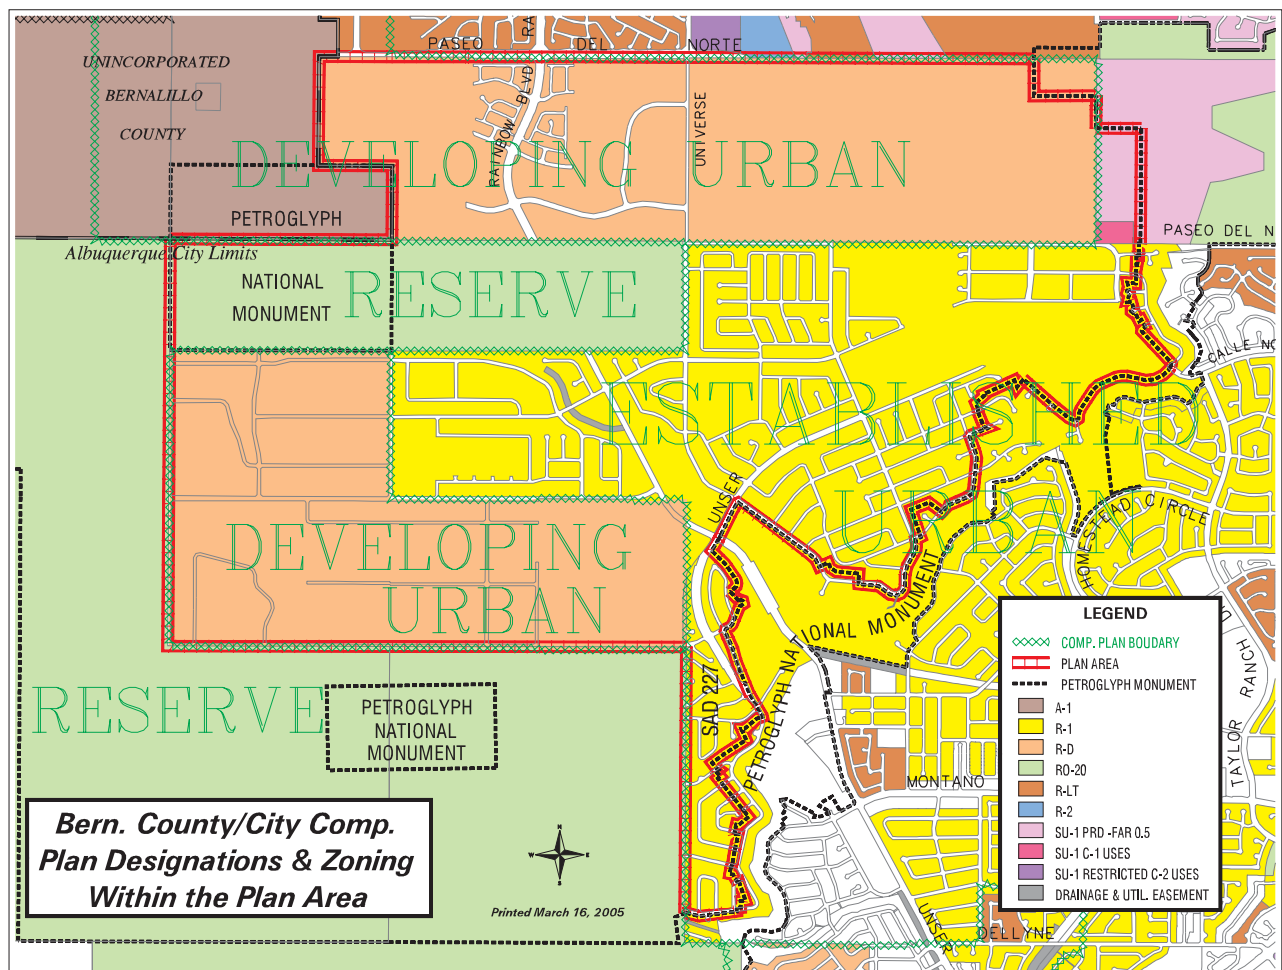 PASEO DEL NORTE
RA
UNINCORPORATED
BERNALILLO
COUNTY
RAINBOW BLVD
UNIVERSE
DEVELOPING URBAN
PETROGLYPH
NATIONAL
MONUMENT
Albuquerque City Limits
PASEO DEL N
RESERVE
CALLE NO
ESTABLISHED
URBAN
UNSER
HOMESTEAD CIRCLE
DEVELOPING
URBAN
PETROGLYPH NATIONAL MONUMENT
SAD 227
RESERVE
PETROGLYPH
NATIONAL
MONUMENT
MONTANO
TAYLOR RANCH
UNSER
DELLYNE
LEGEND
COMP. PLAN BOUDARY
PLAN AREA
PETROGLYPH MONUMENT
A-1
R-1
R-D
RO-20
R-LT
R-2
SU-1 PRD -FAR 0.5
SU-1 C-1 USES
SU-1 RESTRICTED C-2 USES
DRAINAGE & UTIL. EASEMENT
Bern. County/City Comp.
Plan Designations & Zoning
Within the Plan Area
N
W E
S
Printed March 16, 2005